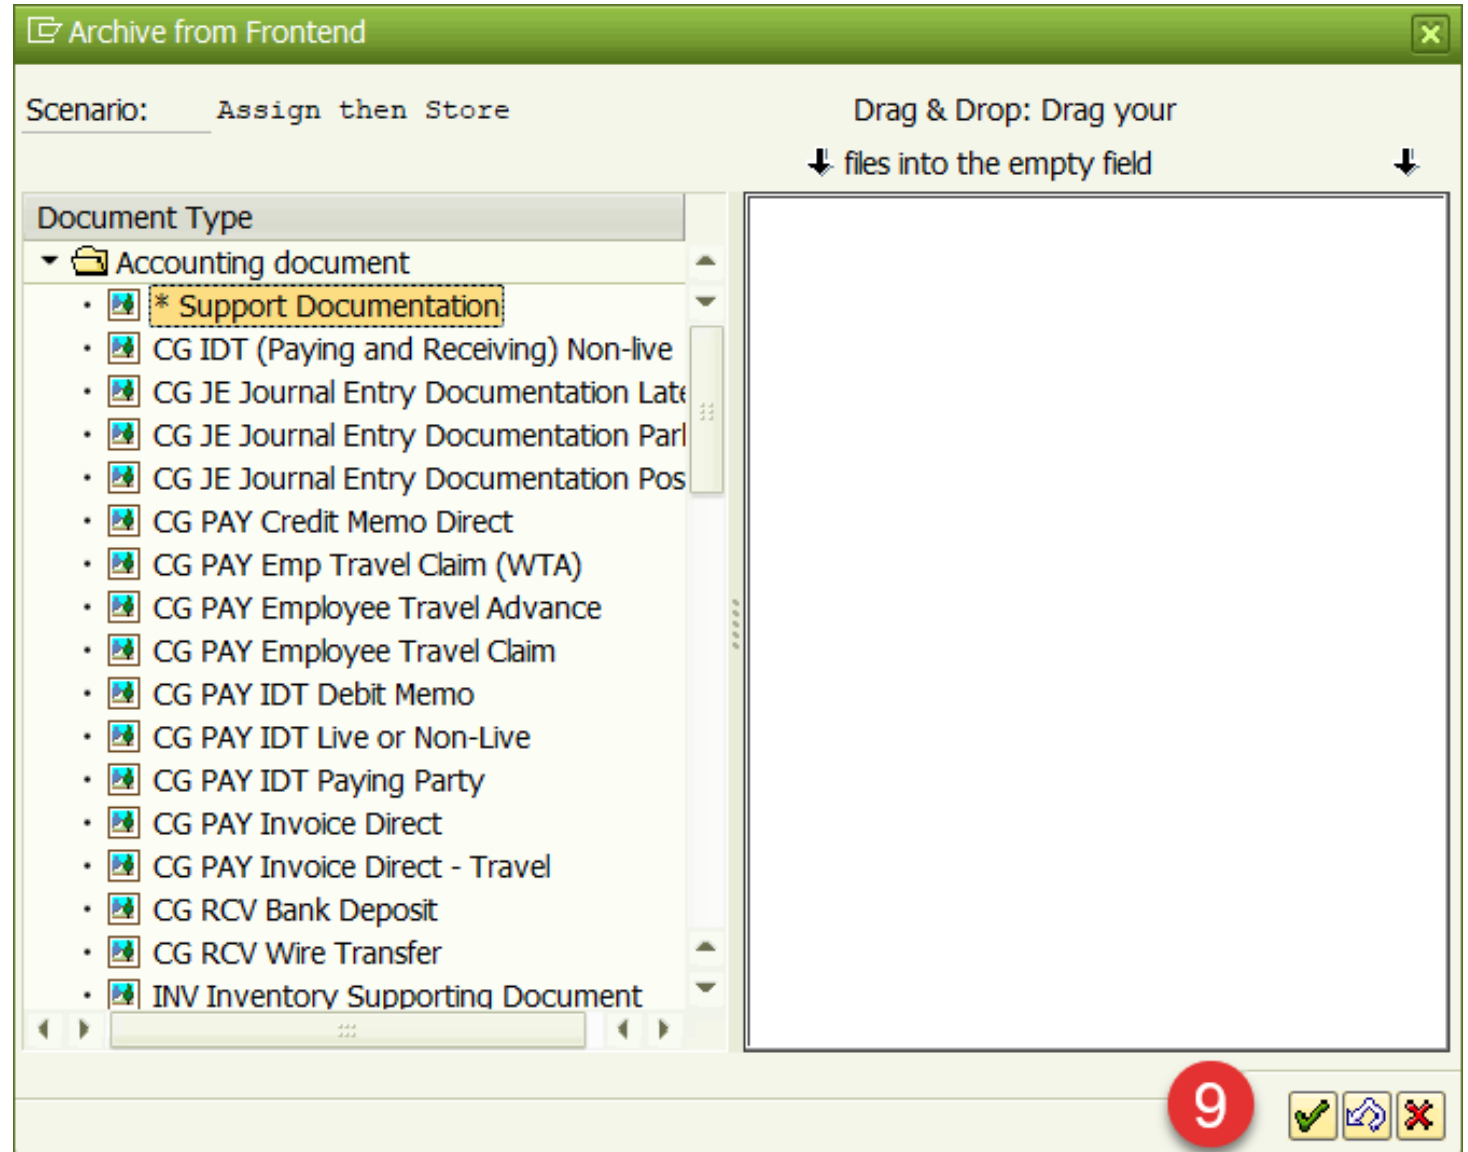 Archive from Frontend
Scenario: Assign then Store
Drag & Drop: Drag your
files into the empty field
Document Type
Accounting document
* Support Documentation
CG IDT (Paying and Receiving) Non-live
CG JE Journal Entry Documentation Late
CG JE Journal Entry Documentation Par
CG JE Journal Entry Documentation Pos
CG PAY Credit Memo Direct
CG PAY Emp Travel Claim (WTA)
CG PAY Employee Travel Advance
CG PAY Employee Travel Claim
CG PAY IDT Debit Memo
CG PAY IDT Live or Non-Live
CG PAY IDT Paying Party
CG PAY Invoice Direct
CG PAY Invoice Direct - Travel
CG RCV Bank Deposit
CG RCV Wire Transfer
INV Inventory Supporting Document
9